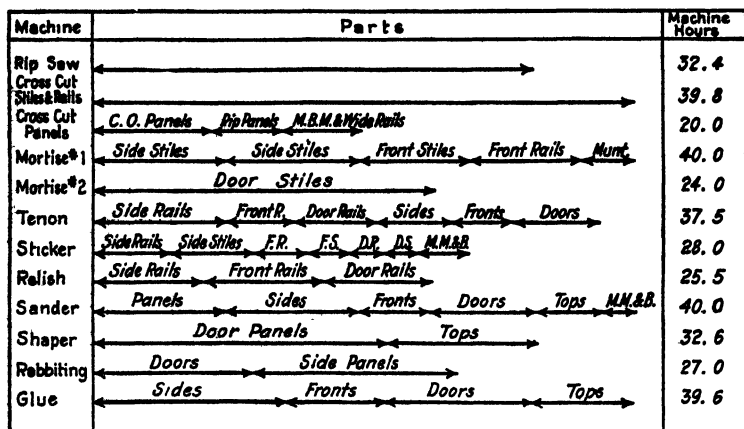 Machine Parts Machine Hours
Rip Saw 32.4
Cross Cut Stiles & Rails 39.8
Cross Cut Panels C.O. Panels Rip Panels M.B.M. & Wide Rails 20.0
Mortise #1 Side Stiles Side Stiles Front Stiles Front Rails Munt. 40.0
Mortise #2 Door Stiles 24.0
Tenon Side Rails Front R. Door Rails Sides Fronts Doors 37.5
Sticker Side Rails Side Stiles F.R. F.S. D.R. D.S. M.M.&B. 28.0
Relish Side Rails Front Rails Door Rails 25.5
Sander Panels Sides Fronts Doors Tops M.M.&B. 40.0
Shaper Door Panels Tops 32.6
Rabbiting Doors Side Panels 27.0
Glue Sides Fronts Doors Tops 39.6